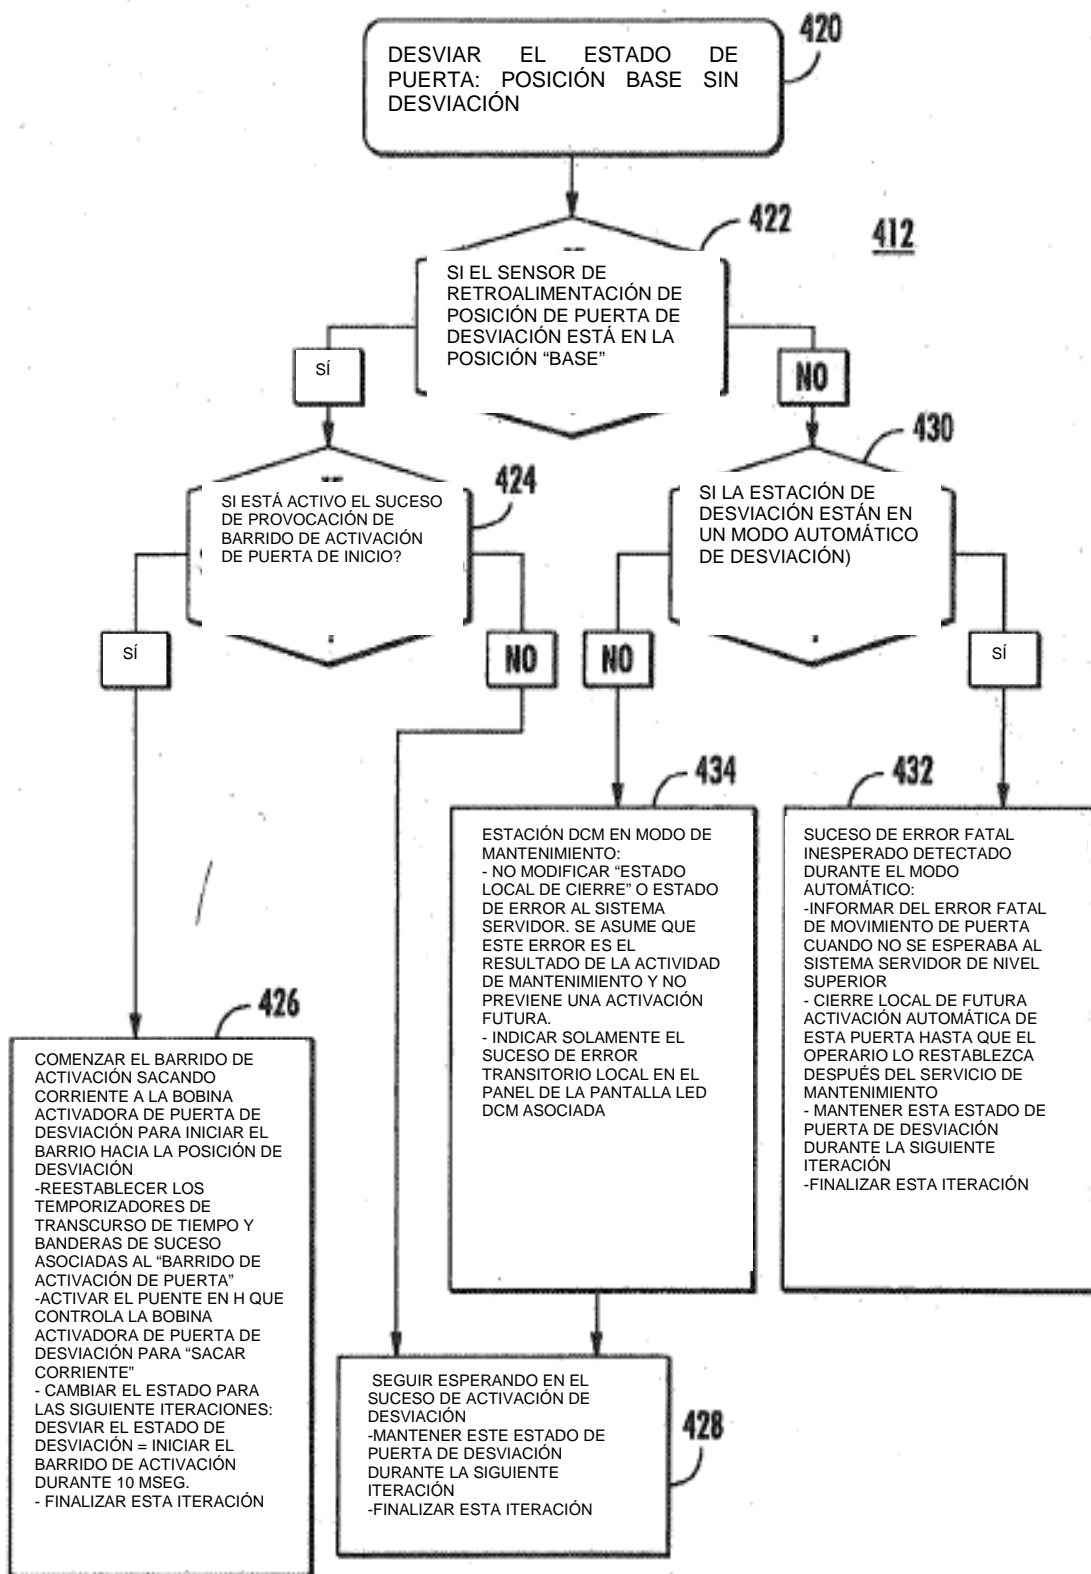 420
DESVIAR EL ESTADO DE
PUERTA: POSICIÓN BASE SIN
DESVIACIÓN
422
412
SI EL SENSOR DE
RETROALIMENTACIÓN DE
POSICIÓN DE PUERTA DE
DESVIACIÓN ESTÁ EN LA
POSICIÓN “BASE”
SÍ
NO
424
SI ESTÁ ACTIVO EL SUCESO
DE PROVOCACIÓN DE
BARRIDO DE ACTIVACIÓN
DE PUERTA DE INICIO?
430
SI LA ESTACIÓN DE
DESVIACIÓN ESTÁN EN
UN MODO AUTOMÁTICO
DE DESVIACIÓN)
SÍ
NO
NO
SÍ
434
ESTACIÓN DCM EN MODO DE
MANTENIMIENTO:
- NO MODIFICAR “ESTADO
LOCAL DE CIERRE” O ESTADO
DE ERROR AL SISTEMA
SERVIDOR. SE ASUME QUE
ESTE ERROR ES EL
RESULTADO DE LA ACTIVIDAD
DE MANTENIMIENTO Y NO
PREVIENE UNA ACTIVACIÓN
FUTURA.
- INDICAR SOLAMENTE EL
SUCESO DE ERROR
TRANSITORIO LOCAL EN EL
PANEL DE LA PANTALLA LED
DCM ASOCIADA
432
SUCESO DE ERROR FATAL
INESPERADO DETECTADO
DURANTE EL MODO
AUTOMÁTICO:
-INFORMAR DEL ERROR FATAL
DE MOVIMIENTO DE PUERTA
CUANDO NO SE ESPERABA AL
SISTEMA SERVIDOR DE NIVEL
SUPERIOR
- CIERRE LOCAL DE FUTURA
ACTIVACIÓN AUTOMÁTICA DE
ESTA PUERTA HASTA QUE EL
OPERARIO LO RESTABLEZCA
DESPUÉS DEL SERVICIO DE
MANTENIMIENTO
- MANTENER ESTA ESTADO DE
PUERTA DE DESVIACIÓN
DURANTE LA SIGUIENTE
ITERACIÓN
-FINALIZAR ESTA ITERACIÓN
426
COMENZAR EL BARRIDO DE
ACTIVACIÓN SACANDO
CORRIENTE A LA BOBINA
ACTIVADORA DE PUERTA DE
DESVIACIÓN PARA INICIAR EL
BARRIO HACIA LA POSICIÓN DE
DESVIACIÓN
-REESTABLECER LOS
TEMPORIZADORES DE
TRANSCURSO DE TIEMPO Y
BANDERAS DE SUCESO
ASOCIADAS AL “BARRIDO DE
ACTIVACIÓN DE PUERTA”
-ACTIVAR EL PUENTE EN H QUE
CONTROLA LA BOBINA
ACTIVADORA DE PUERTA DE
DESVIACIÓN PARA “SACAR
CORRIENTE”
- CAMBIAR EL ESTADO PARA
LAS SIGUIENTE ITERACIONES:
DESVIAR EL ESTADO DE
DESVIACIÓN = INICIAR EL
BARRIDO DE ACTIVACIÓN
DURANTE 10 MSEG.
- FINALIZAR ESTA ITERACIÓN
SEGUIR ESPERANDO EN EL
SUCESO DE ACTIVACIÓN DE
DESVIACIÓN
-MANTENER ESTE ESTADO DE
PUERTA DE DESVIACIÓN
DURANTE LA SIGUIENTE
ITERACIÓN
-FINALIZAR ESTA ITERACIÓN
428